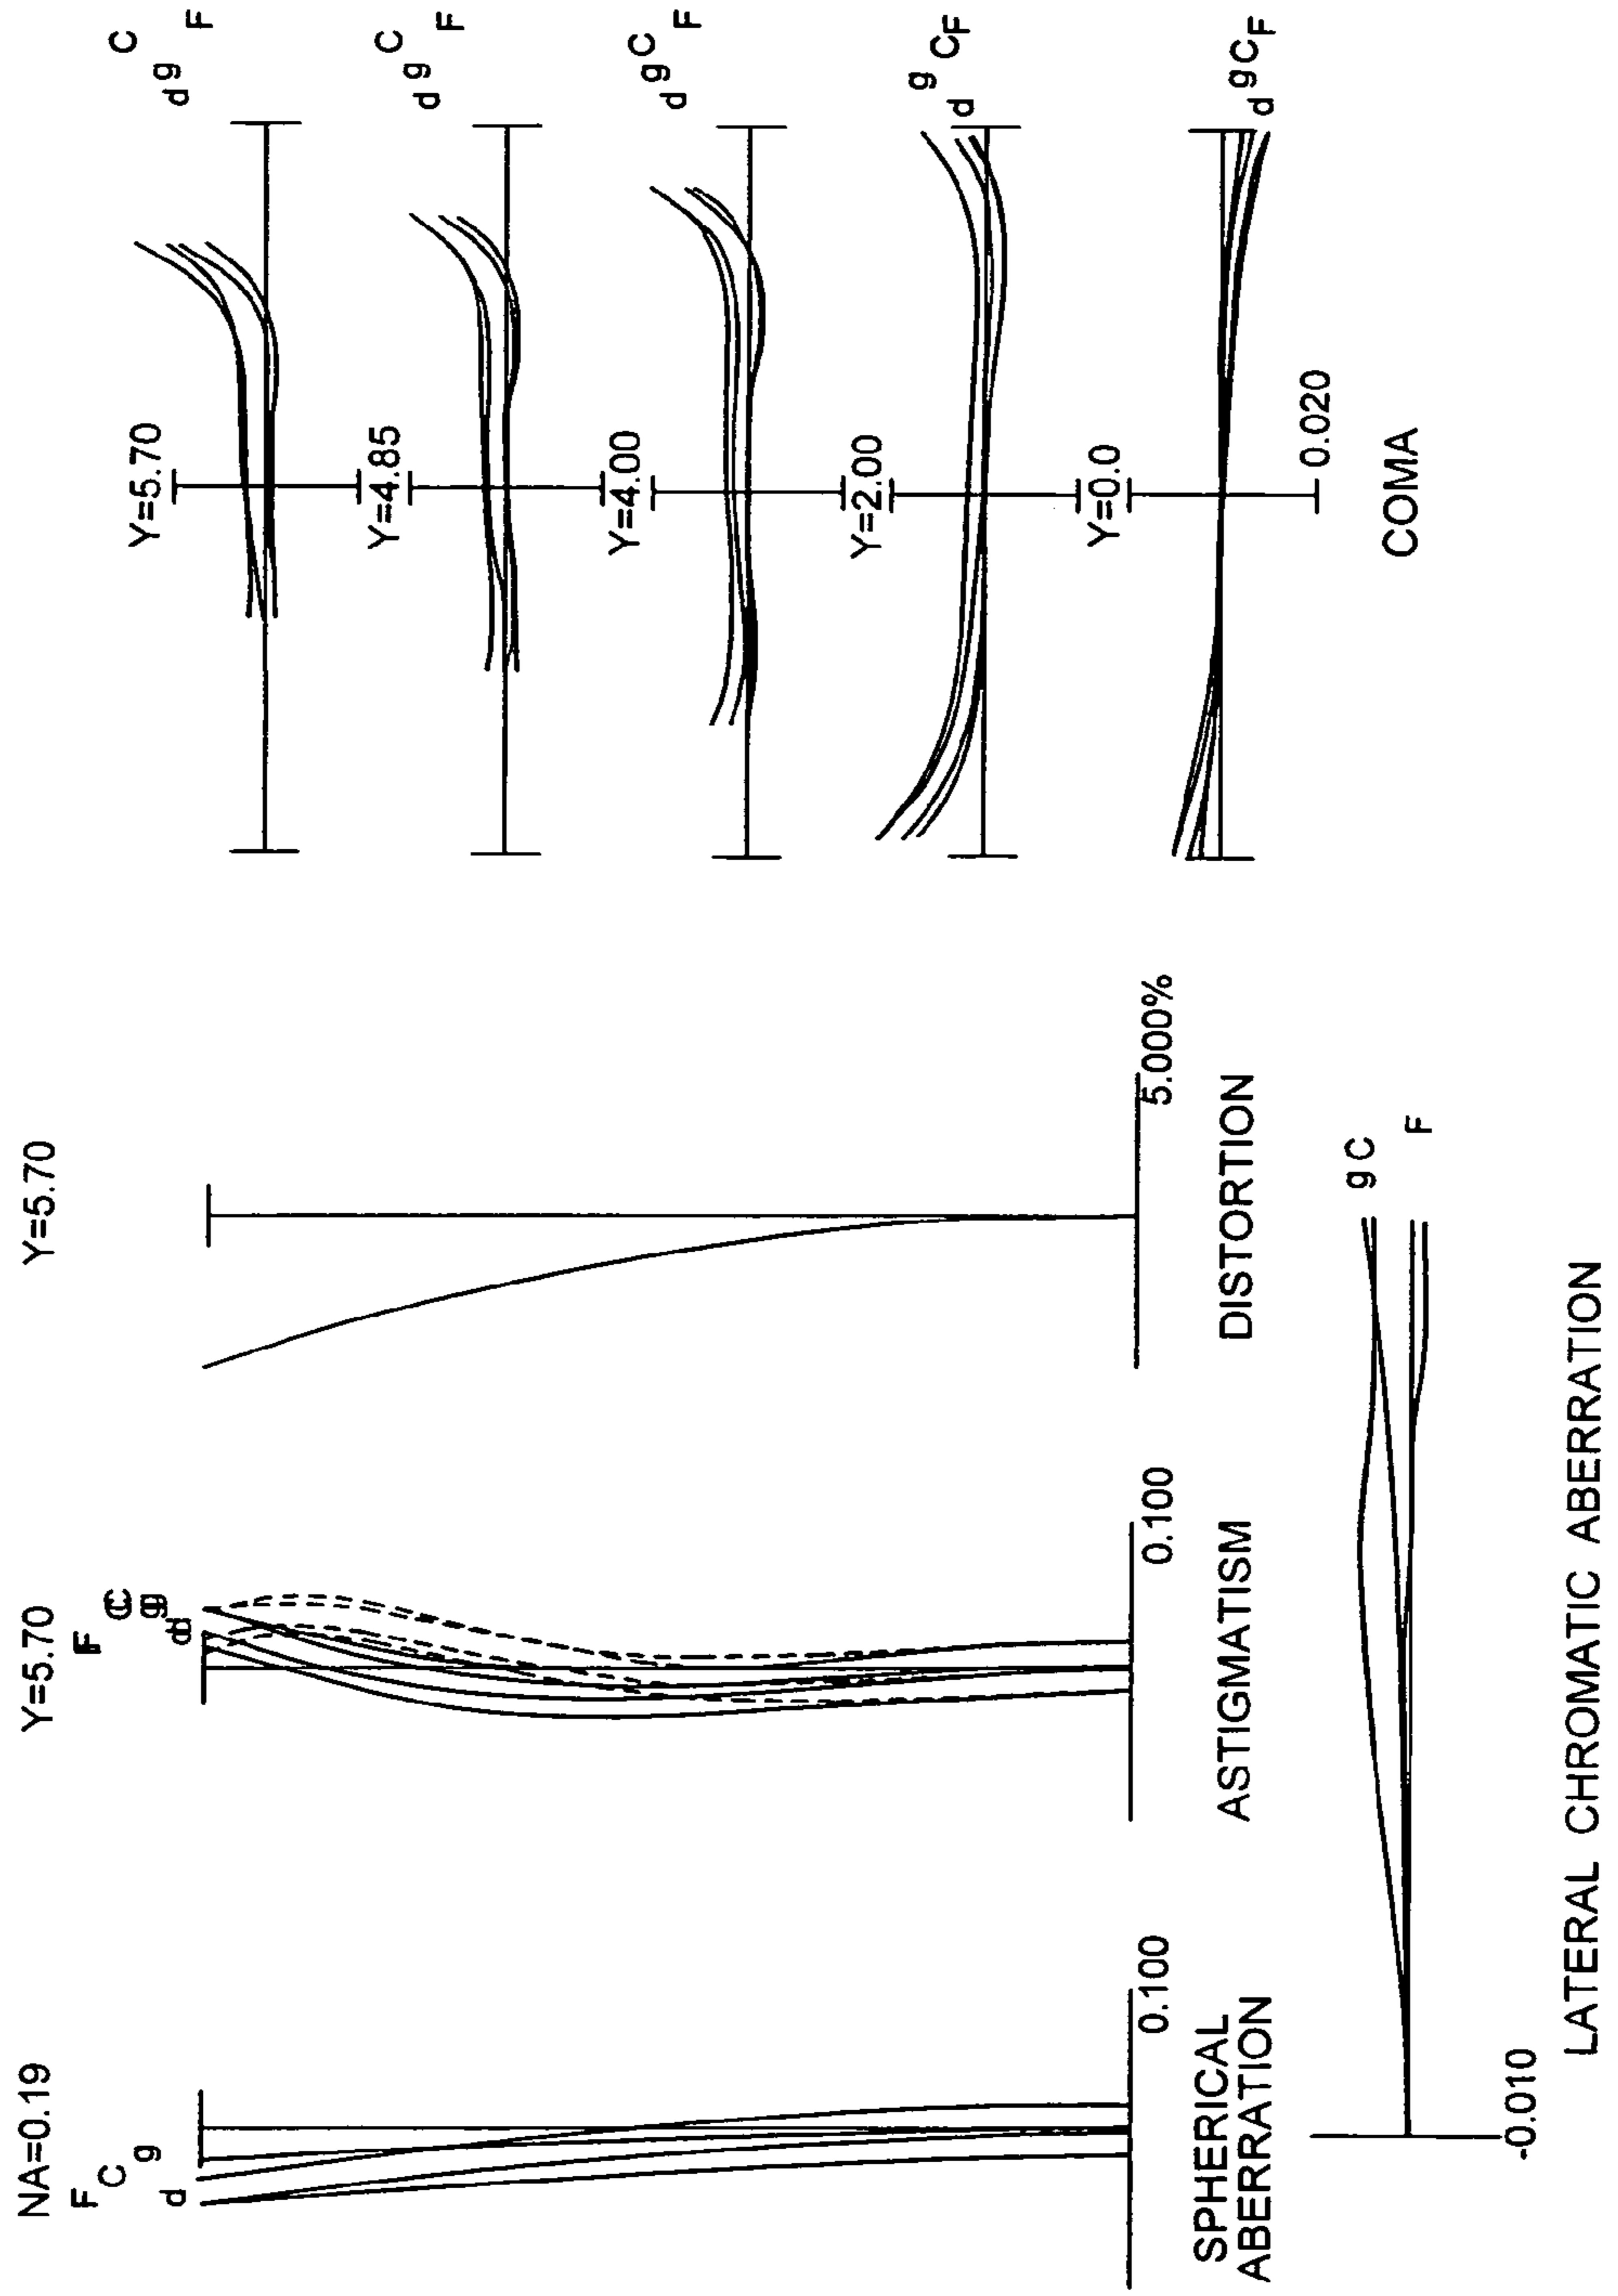 NA=0.19
F
C
g
d
0.100
SPHERICAL
ABERRATION
Y=5.70
F F
C C
g g
d d
0.100
ASTIGMATISM
Y=5.70
5.000%
DISTORTION
Y=5.70
C
g
d
F
Y=4.85
C
g
d
F
Y=4.00
C
g
d
F
Y=2.00
g
d
C
F
Y=0.0
d
g
C
F
0.020
COMA
g C
F
-0.010
LATERAL CHROMATIC ABERRATION